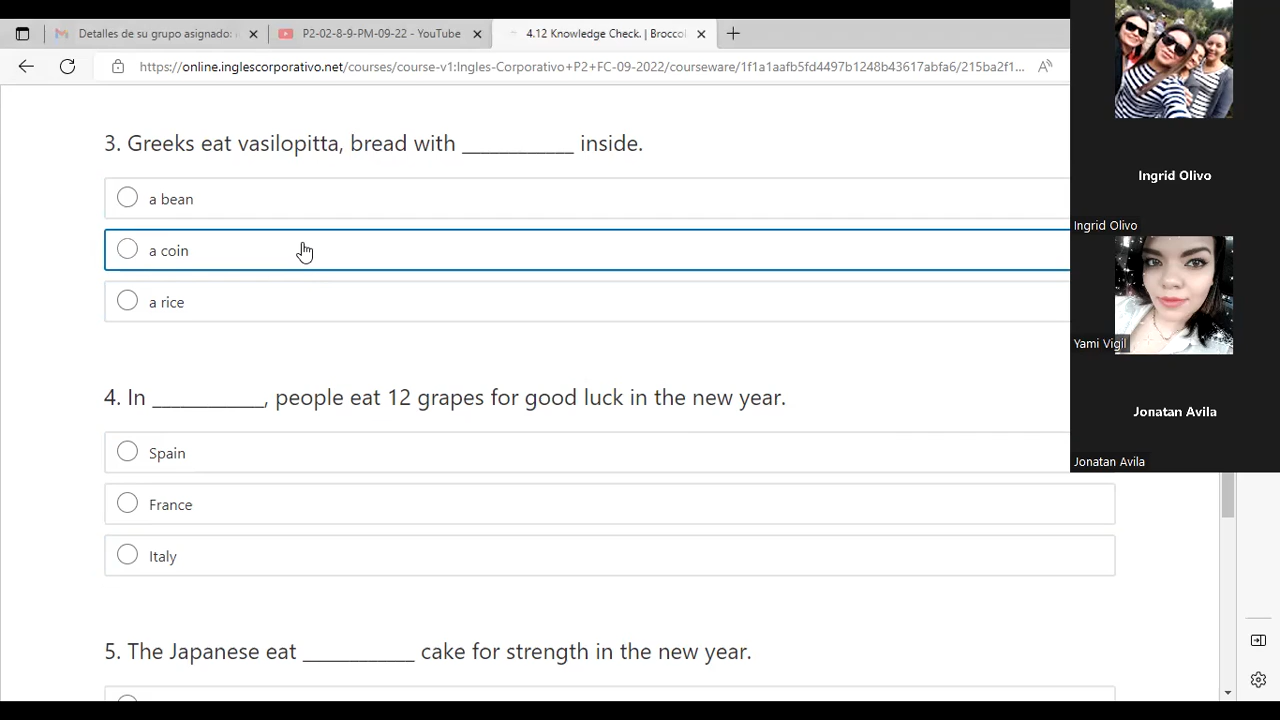 Detalles de su grupo asignado:
P2-02-8-9-PM-09-22 - YouTube
4.12 Knowledge Check. | Broccoli
https://online.inglescorporativo.net/courses/course-v1:Ingles-Corporativo+P2+FC-09-2022/courseware/1f1a1aafb5fd4497b1248b43617abfa6/215ba2f1...
3. Greeks eat vasilopitta, bread with ____________ inside.
a bean
a coin
a rice
4. In ____________, people eat 12 grapes for good luck in the new year.
Spain
France
Italy
5. The Japanese eat ____________ cake for strength in the new year.
Ingrid Olivo
Ingrid Olivo
Yami Vigil
Jonatan Avila
Jonatan Avila